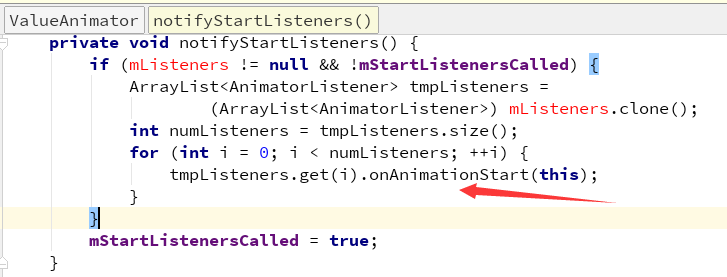 ValueAnimator notifyStartListeners()
private void notifyStartListeners() {
if (mListeners != null && !mStartListenersCalled) {
ArrayList<AnimatorListener> tmpListeners =
(ArrayList<AnimatorListener>) mListeners.clone();
int numListeners = tmpListeners.size();
for (int i = 0; i < numListeners; ++i) {
tmpListeners.get(i).onAnimationStart(this);
}
}
mStartListenersCalled = true;
}